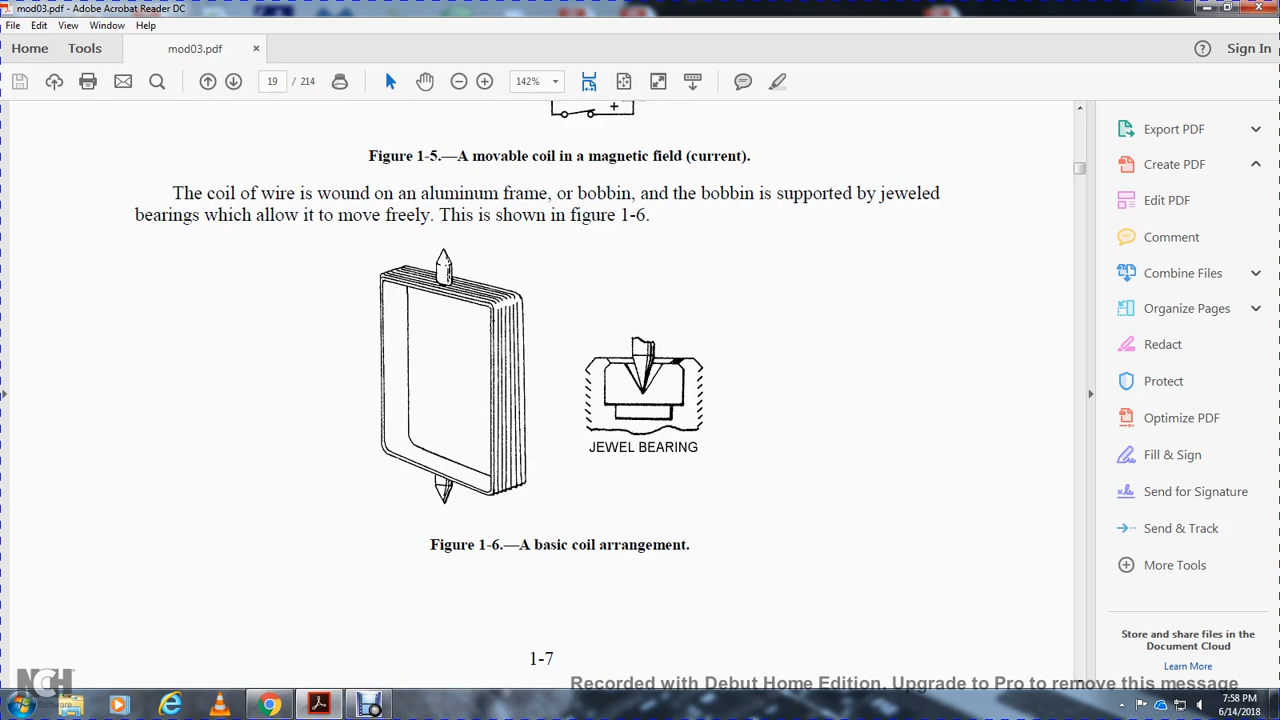 mod03.pdf - Adobe Acrobat Reader DC
File Edit View Window Help
Home Tools mod03.pdf × Sign In
19 / 214 142%
+
Figure 1-5.—A movable coil in a magnetic field (current).
The coil of wire is wound on an aluminum frame, or bobbin, and the bobbin is supported by jeweled
bearings which allow it to move freely. This is shown in figure 1-6.
JEWEL BEARING
Figure 1-6.—A basic coil arrangement.
1-7
Export PDF
Create PDF
Edit PDF
Comment
Combine Files
Organize Pages
Redact
Protect
Optimize PDF
Fill & Sign
Send for Signature
Send & Track
More Tools
Store and share files in the
Document Cloud
Learn More
NCH
Software
Recorded with Debut Home Edition. Upgrade to Pro to remove this message
7:58 PM
6/14/2018